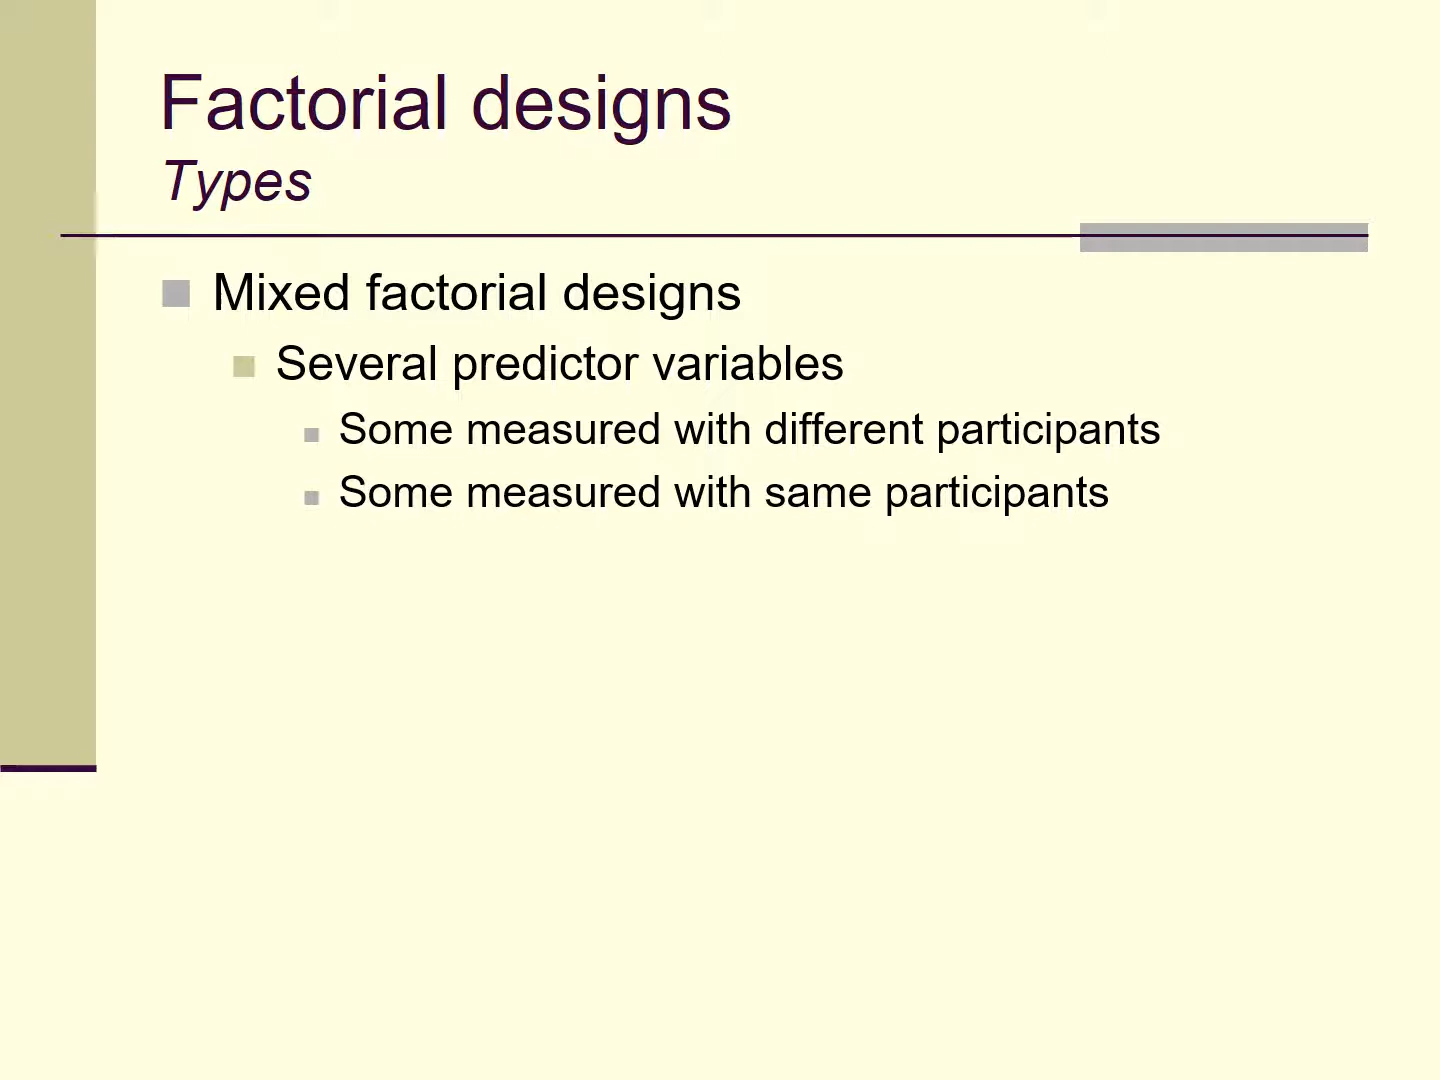 Factorial designs
Types
Mixed factorial designs
Several predictor variables
Some measured with different participants
Some measured with same participants